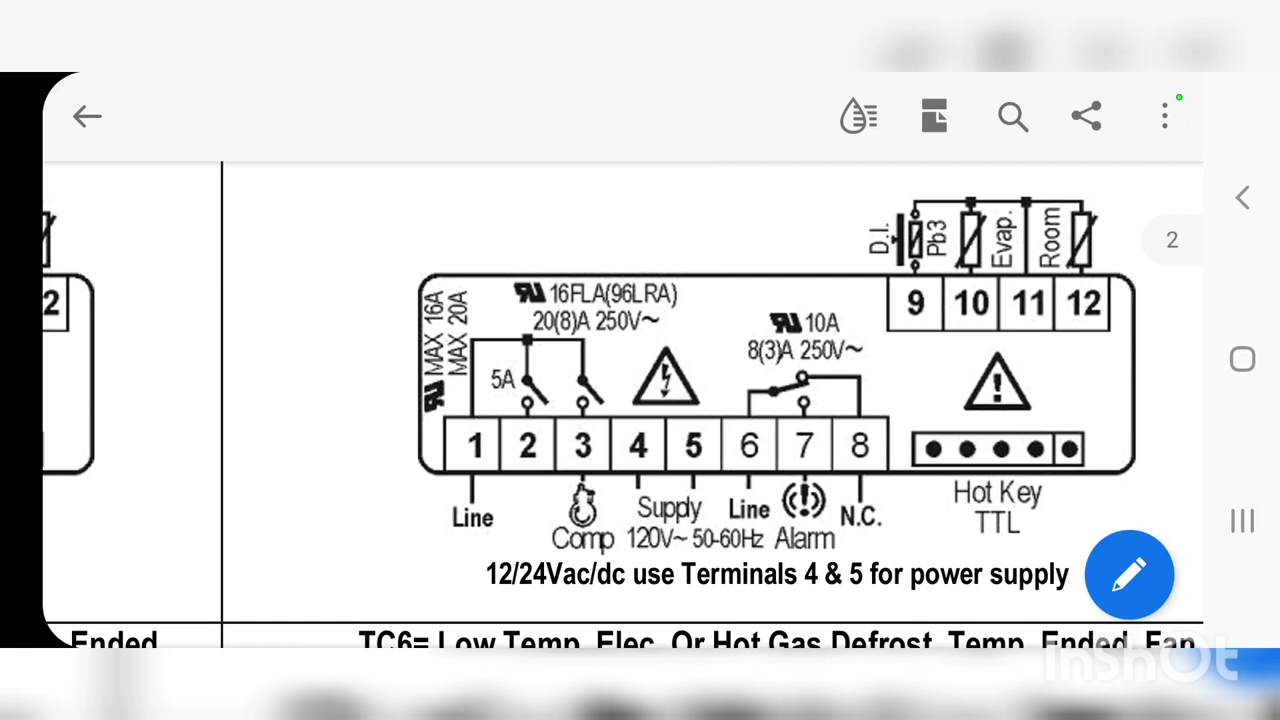 2
D.I.
Pb3
Evap.
Room
2
MAX 16A
MAX 20A
16FLA(96LRA)
20(8)A 250V~
5A
10A
8(3)A 250V~
9 10 11 12
1 2 3 4 5 6 7 8
Line
Comp
Supply
120V~ 50-60Hz
Line
Alarm
N.C.
Hot Key
TTL
12/24Vac/dc use Terminals 4 & 5 for power supply
Ended
TC6= Low Temp, Elec. Or Hot Gas Defrost, Temp. Ended, Fan
InShOt